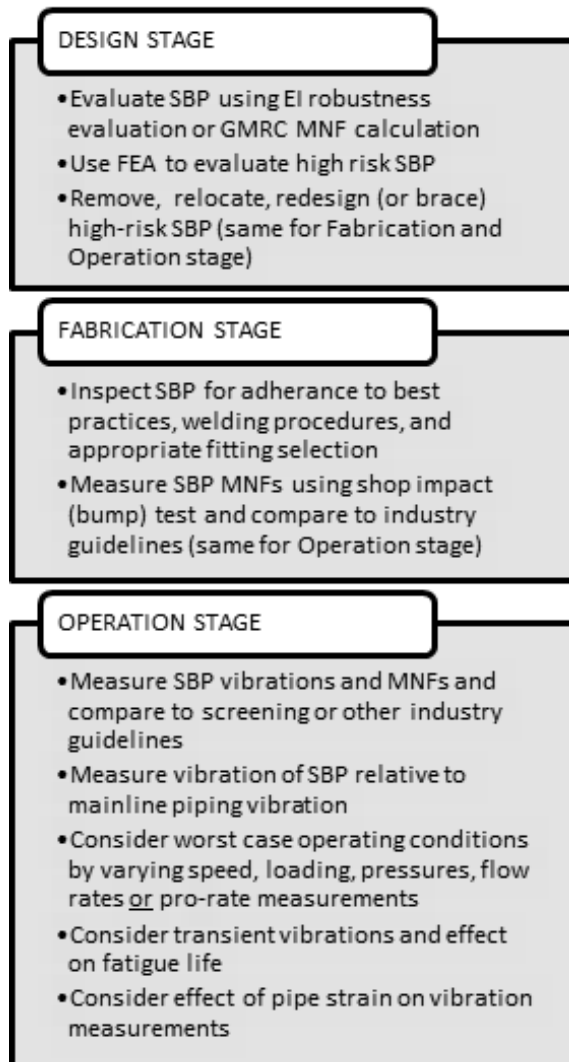 DESIGN STAGE
•Evaluate SBP using EI robustness
evaluation or GMRC MNF calculation
•Use FEA to evaluate high risk SBP
•Remove, relocate, redesign (or brace)
high-risk SBP (same for Fabrication and
Operation stage)
FABRICATION STAGE
•Inspect SBP for adherance to best
practices, welding procedures, and
appropriate fitting selection
•Measure SBP MNFs using shop impact
(bump) test and compare to industry
guidelines (same for Operation stage)
OPERATION STAGE
•Measure SBP vibrations and MNFs and
compare to screening or other industry
guidelines
•Measure vibration of SBP relative to
mainline piping vibration
•Consider worst case operating conditions
by varying speed, loading, pressures, flow
rates or pro-rate measurements
•Consider transient vibrations and effect
on fatigue life
•Consider effect of pipe strain on vibration
measurements